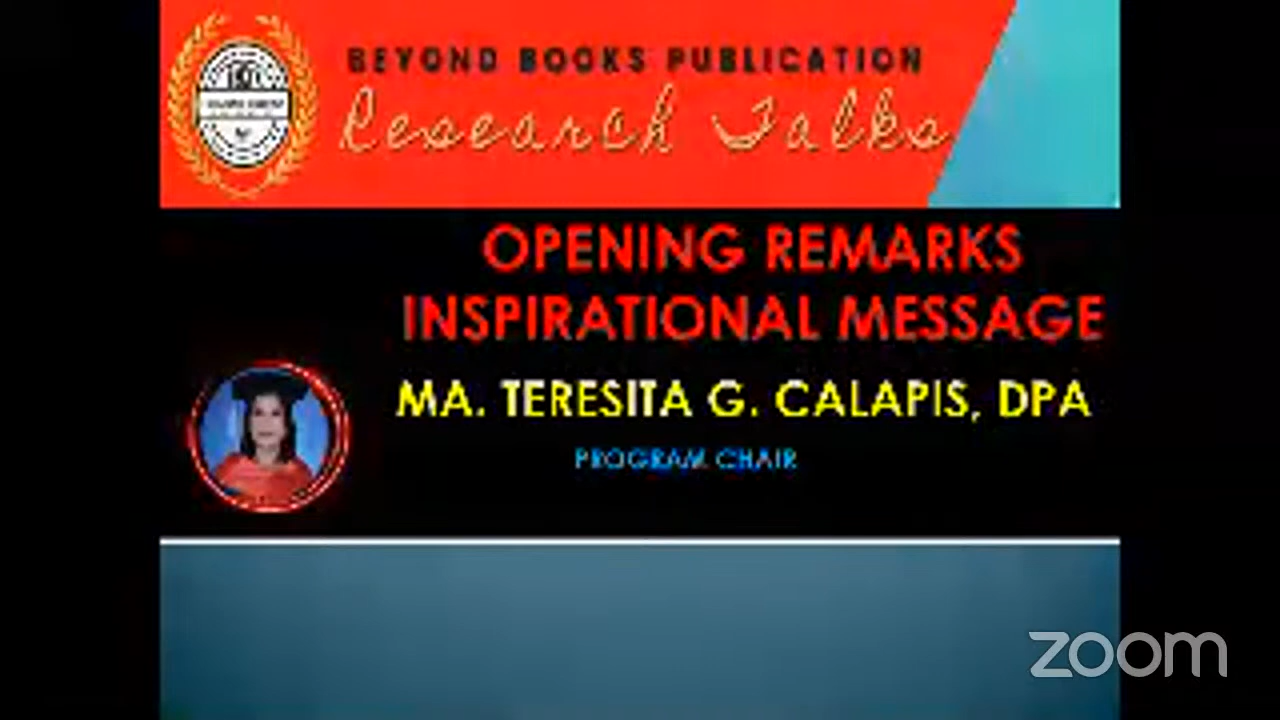 BEYOND BOOKS PUBLICATION
Research Talks
OPENING REMARKS
INSPIRATIONAL MESSAGE
MA. TERESITA G. CALAPIS, DPA
PROGRAM CHAIR
zoom